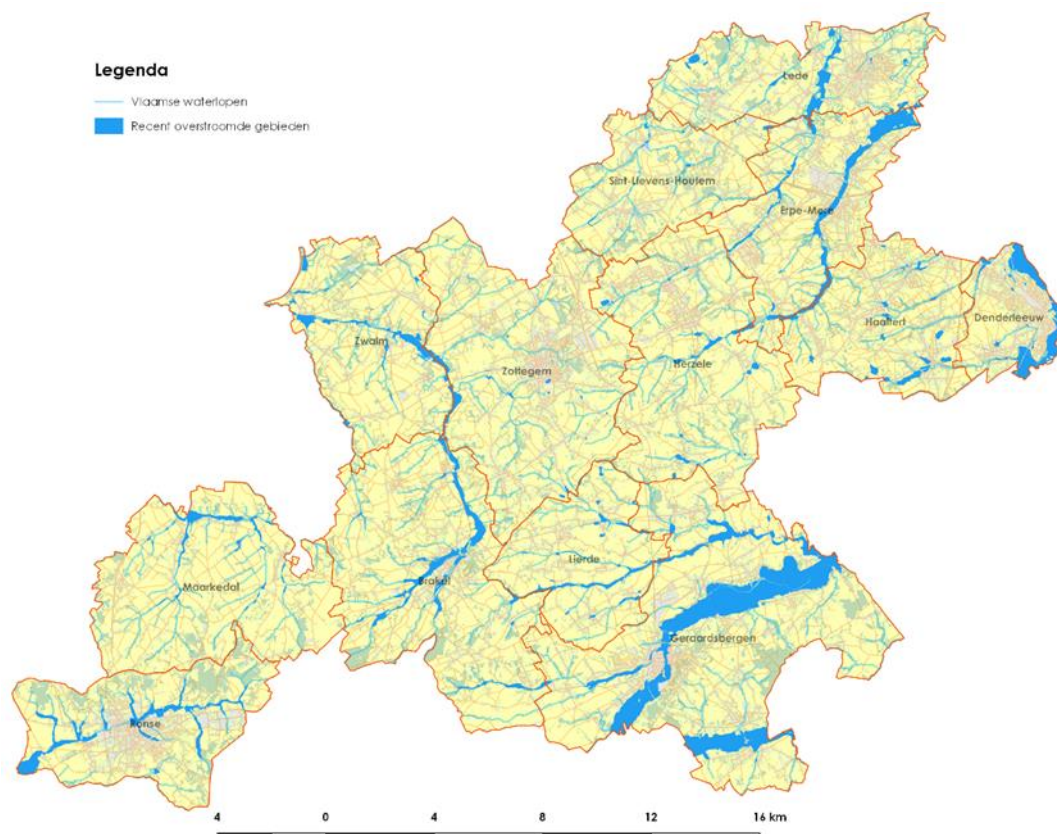 Legenda
Vlaamse waterlopen
Recent overstroomde gebieden
Lede
Sint-Lievens-Houtem
Erpe-Mere
Haaltert
Denderleeuw
Zwalm
Zottegem
Herzele
Lierde
Maarkedal
Brakel
Geraardsbergen
Ronse
4 0 4 8 12 16 km